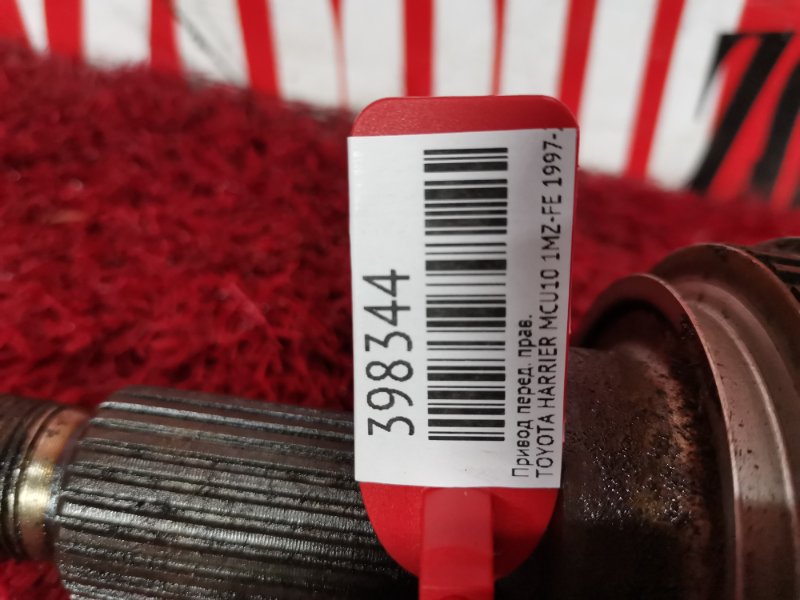 398344
Привод перед. прав.
TOYOTA HARRIER MCU10 1MZ-FE 1997-